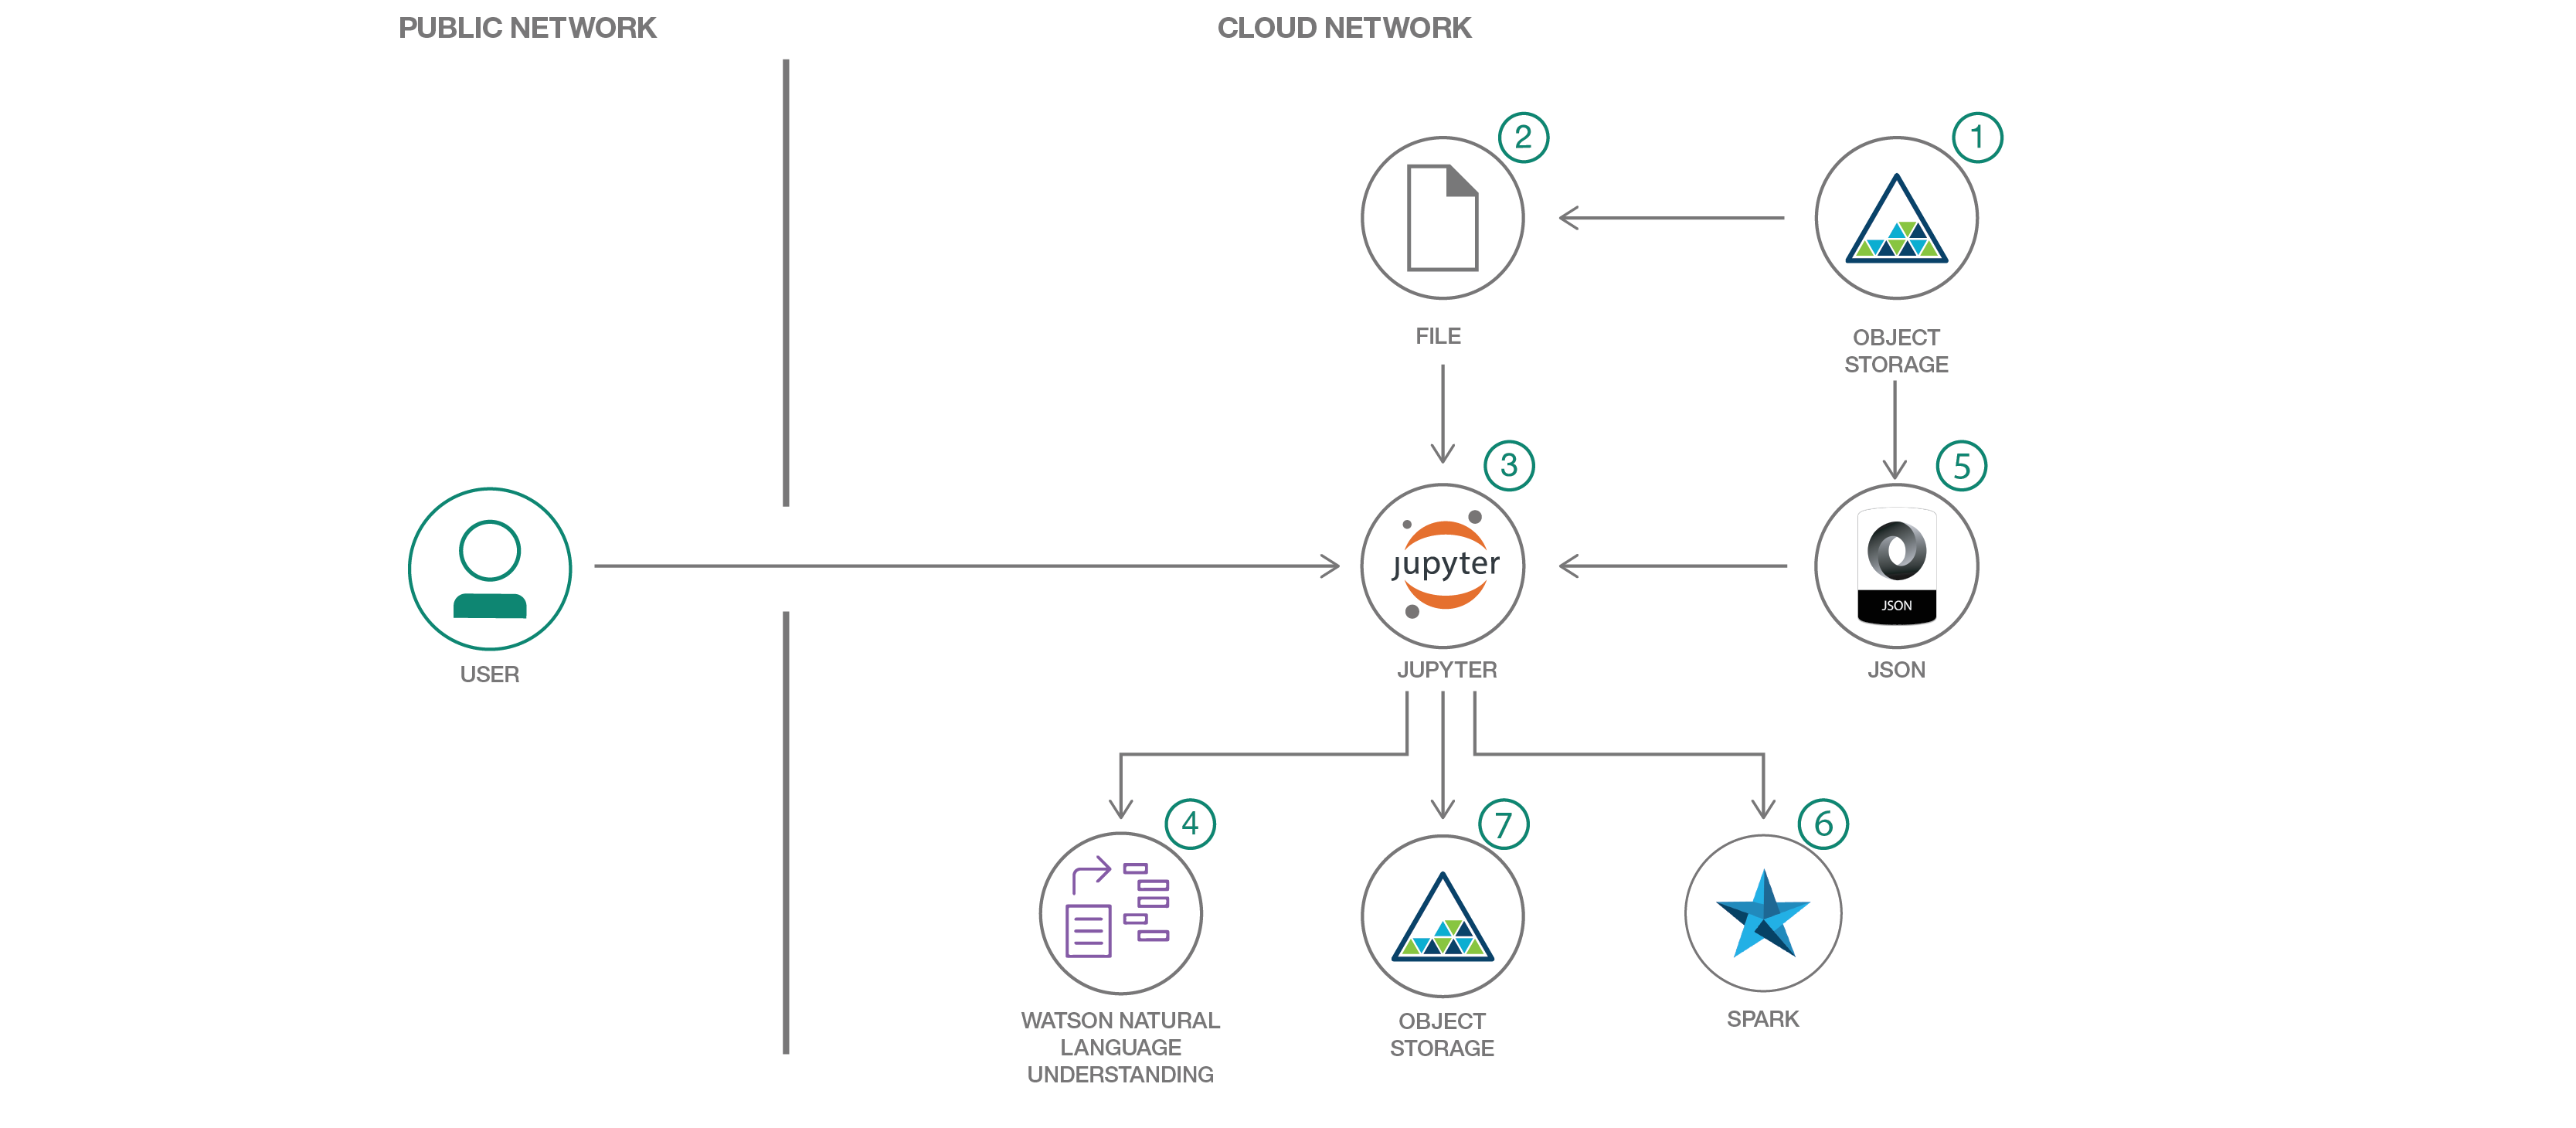 PUBLIC NETWORK
CLOUD NETWORK
2
1
FILE
OBJECT
STORAGE
3
5
jupyter
JSON
USER
JUPYTER
JSON
4
7
6
WATSON NATURAL
LANGUAGE
UNDERSTANDING
OBJECT
STORAGE
SPARK